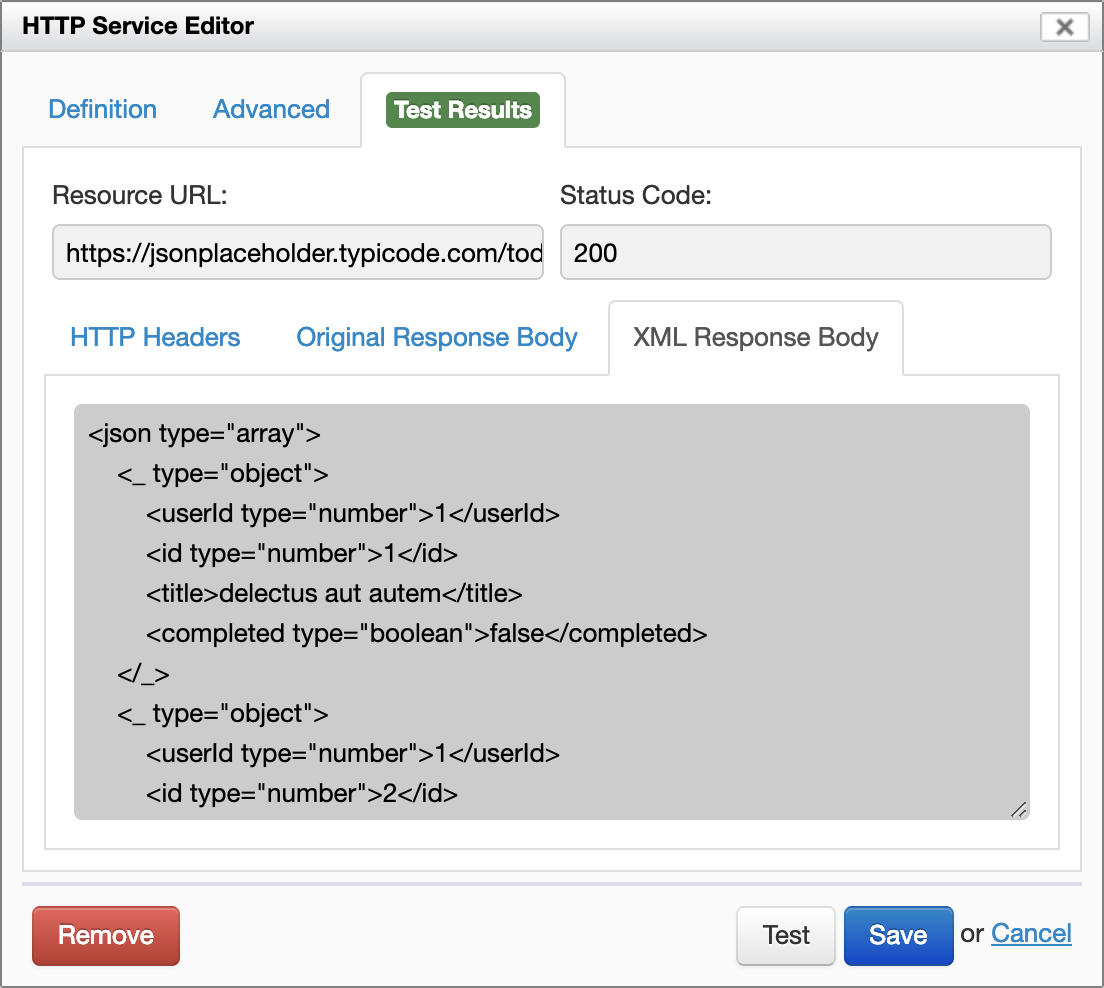 HTTP Service Editor
Definition Advanced Test Results
Resource URL: Status Code:
https://jsonplaceholder.typicode.com/tod 200
HTTP Headers Original Response Body XML Response Body
<json type="array">
<_ type="object">
<userId type="number">1</userId>
<id type="number">1</id>
<title>delectus aut autem</title>
<completed type="boolean">false</completed>
</_>
<_ type="object">
<userId type="number">1</userId>
<id type="number">2</id>
Remove Test Save or Cancel